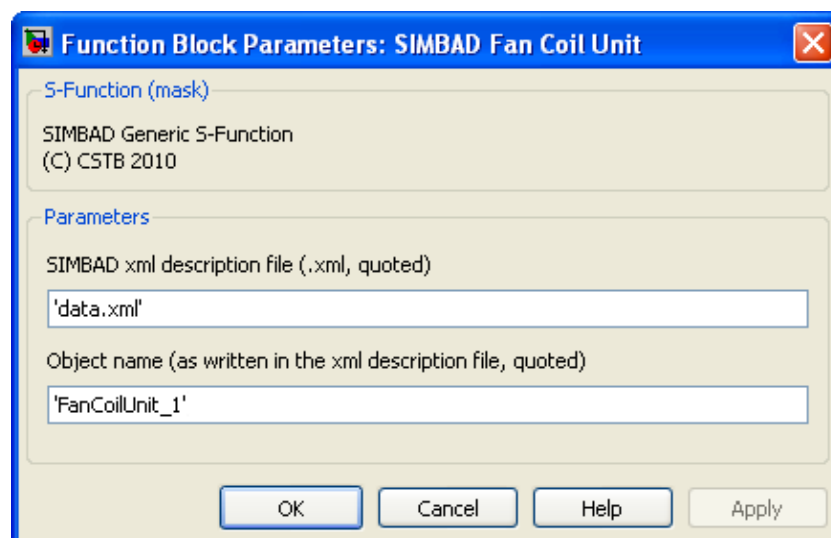 Function Block Parameters: SIMBAD Fan Coil Unit
S-Function (mask)
SIMBAD Generic S-Function
(C) CSTB 2010
Parameters
SIMBAD xml description file (.xml, quoted)
'data.xml'
Object name (as written in the xml description file, quoted)
'FanCoilUnit_1'
OK Cancel Help Apply